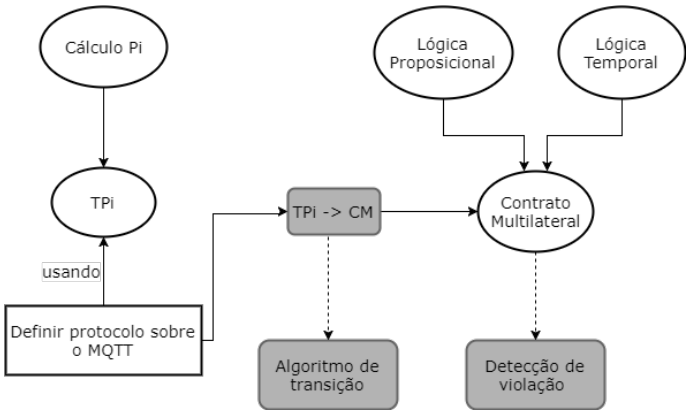 Cálculo Pi
Lógica
Proposicional
Lógica
Temporal
TPi
TPi -> CM
Contrato
Multilateral
usando
Definir protocolo sobre
o MQTT
Algoritmo de
transição
Detecção de
violação